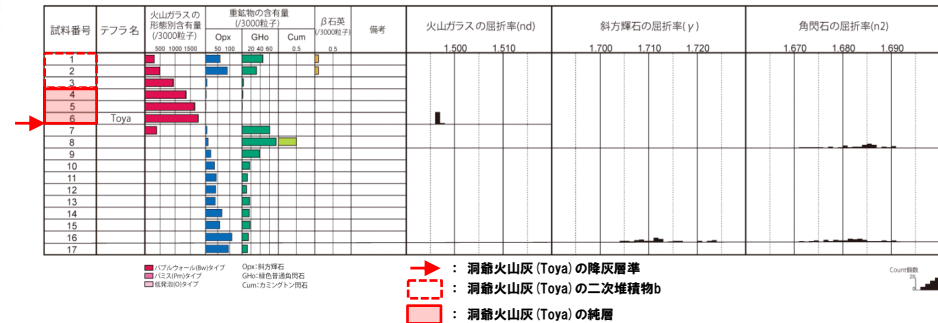 試料番号 テフラ名 火山ガラスの形態別含有量(/3000粒子) 重鉱物の含有量(/3000粒子) β石英(/3000粒子) 備考 火山ガラスの屈折率(nd) 斜方輝石の屈折率(γ) 角閃石の屈折率(n2)
Opx GHo Cum
500 1000 1500 50 100 20 40 60 0.5 0.5 1.500 1.510 1.700 1.710 1.720 1.670 1.680 1.690
1
2
3
4
5
6 Toya
7
8
9
10
11
12
13
14
15
16
17
バブルウォール(Bw)タイプ Opx:斜方輝石
パミス(Pm)タイプ GHo:緑色普通角閃石
低発泡(O)タイプ Cum:カミングトン閃石
: 洞爺火山灰(Toya)の降灰層準
: 洞爺火山灰(Toya)の二次堆積物b
: 洞爺火山灰(Toya)の純層
Count個数